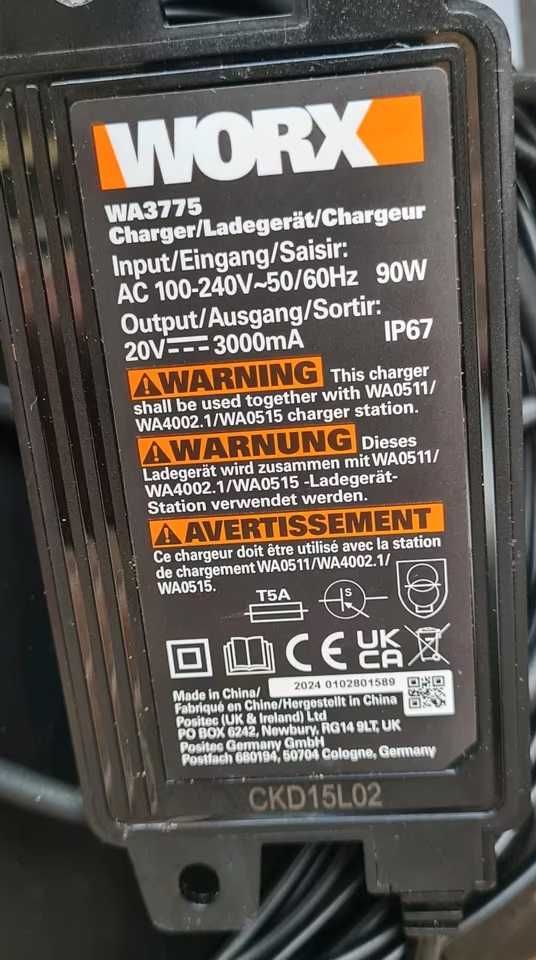 WORX
WA3775
Charger/Ladegerät/Chargeur
Input/Eingang/Saisir:
AC 100-240V~50/60Hz 90W
Output/Ausgang/Sortir:
20V⎓3000mA IP67
WARNING This charger
shall be used together with WA0511/
WA4002.1/WA0515 charger station.
WARNUNG Dieses
Ladegerät wird zusammen mit WA0511/
WA4002.1/WA0515 -Ladegerät-
Station verwendet werden.
AVERTISSEMENT
Ce chargeur doit être utilisé avec la station
de chargement WA0511/WA4002.1/
WA0515.
T5A
S
CE UK
CA
2024 0102801589
Made in China/
Fabriqué en Chine/Hergestellt in China
Positec (UK & Ireland) Ltd
PO BOX 6242, Newbury, RG14 9LT, UK
Positec Germany GmbH
Postfach 680194, 50704 Cologne, Germany
CKD15L02